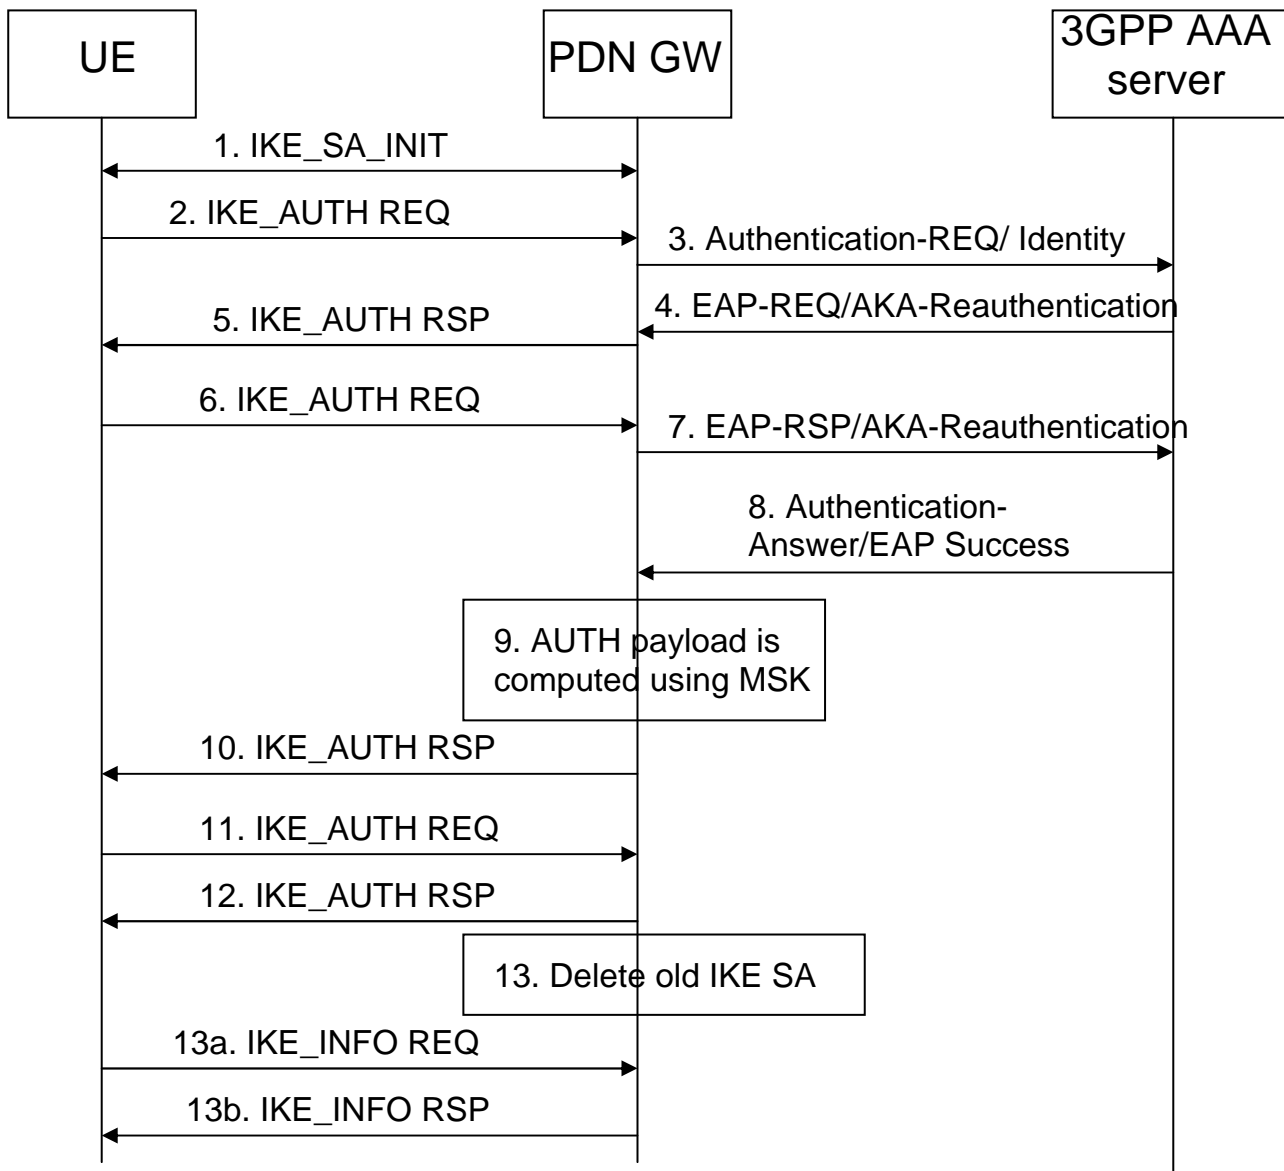 UE
PDN GW
3GPP AAA
server
1. IKE_SA_INIT
2. IKE_AUTH REQ
3. Authentication-REQ/ Identity
4. EAP-REQ/AKA-Reauthentication
5. IKE_AUTH RSP
6. IKE_AUTH REQ
7. EAP-RSP/AKA-Reauthentication
8. Authentication-
Answer/EAP Success
9. AUTH payload is
computed using MSK
10. IKE_AUTH RSP
11. IKE_AUTH REQ
12. IKE_AUTH RSP
13. Delete old IKE SA
13a. IKE_INFO REQ
13b. IKE_INFO RSP